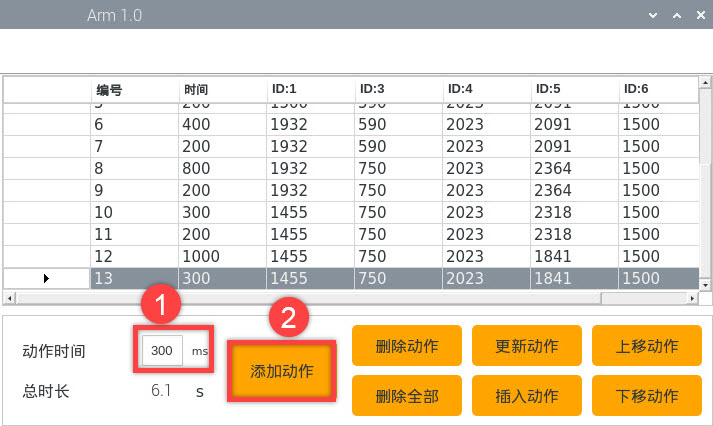 Arm 1.0
编号 时间 ID:1 ID:3 ID:4 ID:5 ID:6
5 200 1500 590 2023 2091 1500
6 400 1932 590 2023 2091 1500
7 200 1932 590 2023 2091 1500
8 800 1932 750 2023 2364 1500
9 200 1932 750 2023 2364 1500
10 300 1455 750 2023 2318 1500
11 200 1455 750 2023 2318 1500
12 1000 1455 750 2023 1841 1500
13 300 1455 750 2023 1841 1500
1 2
动作时间 300 ms 添加动作 删除动作 更新动作 上移动作
总时长 6.1 s 删除全部 插入动作 下移动作